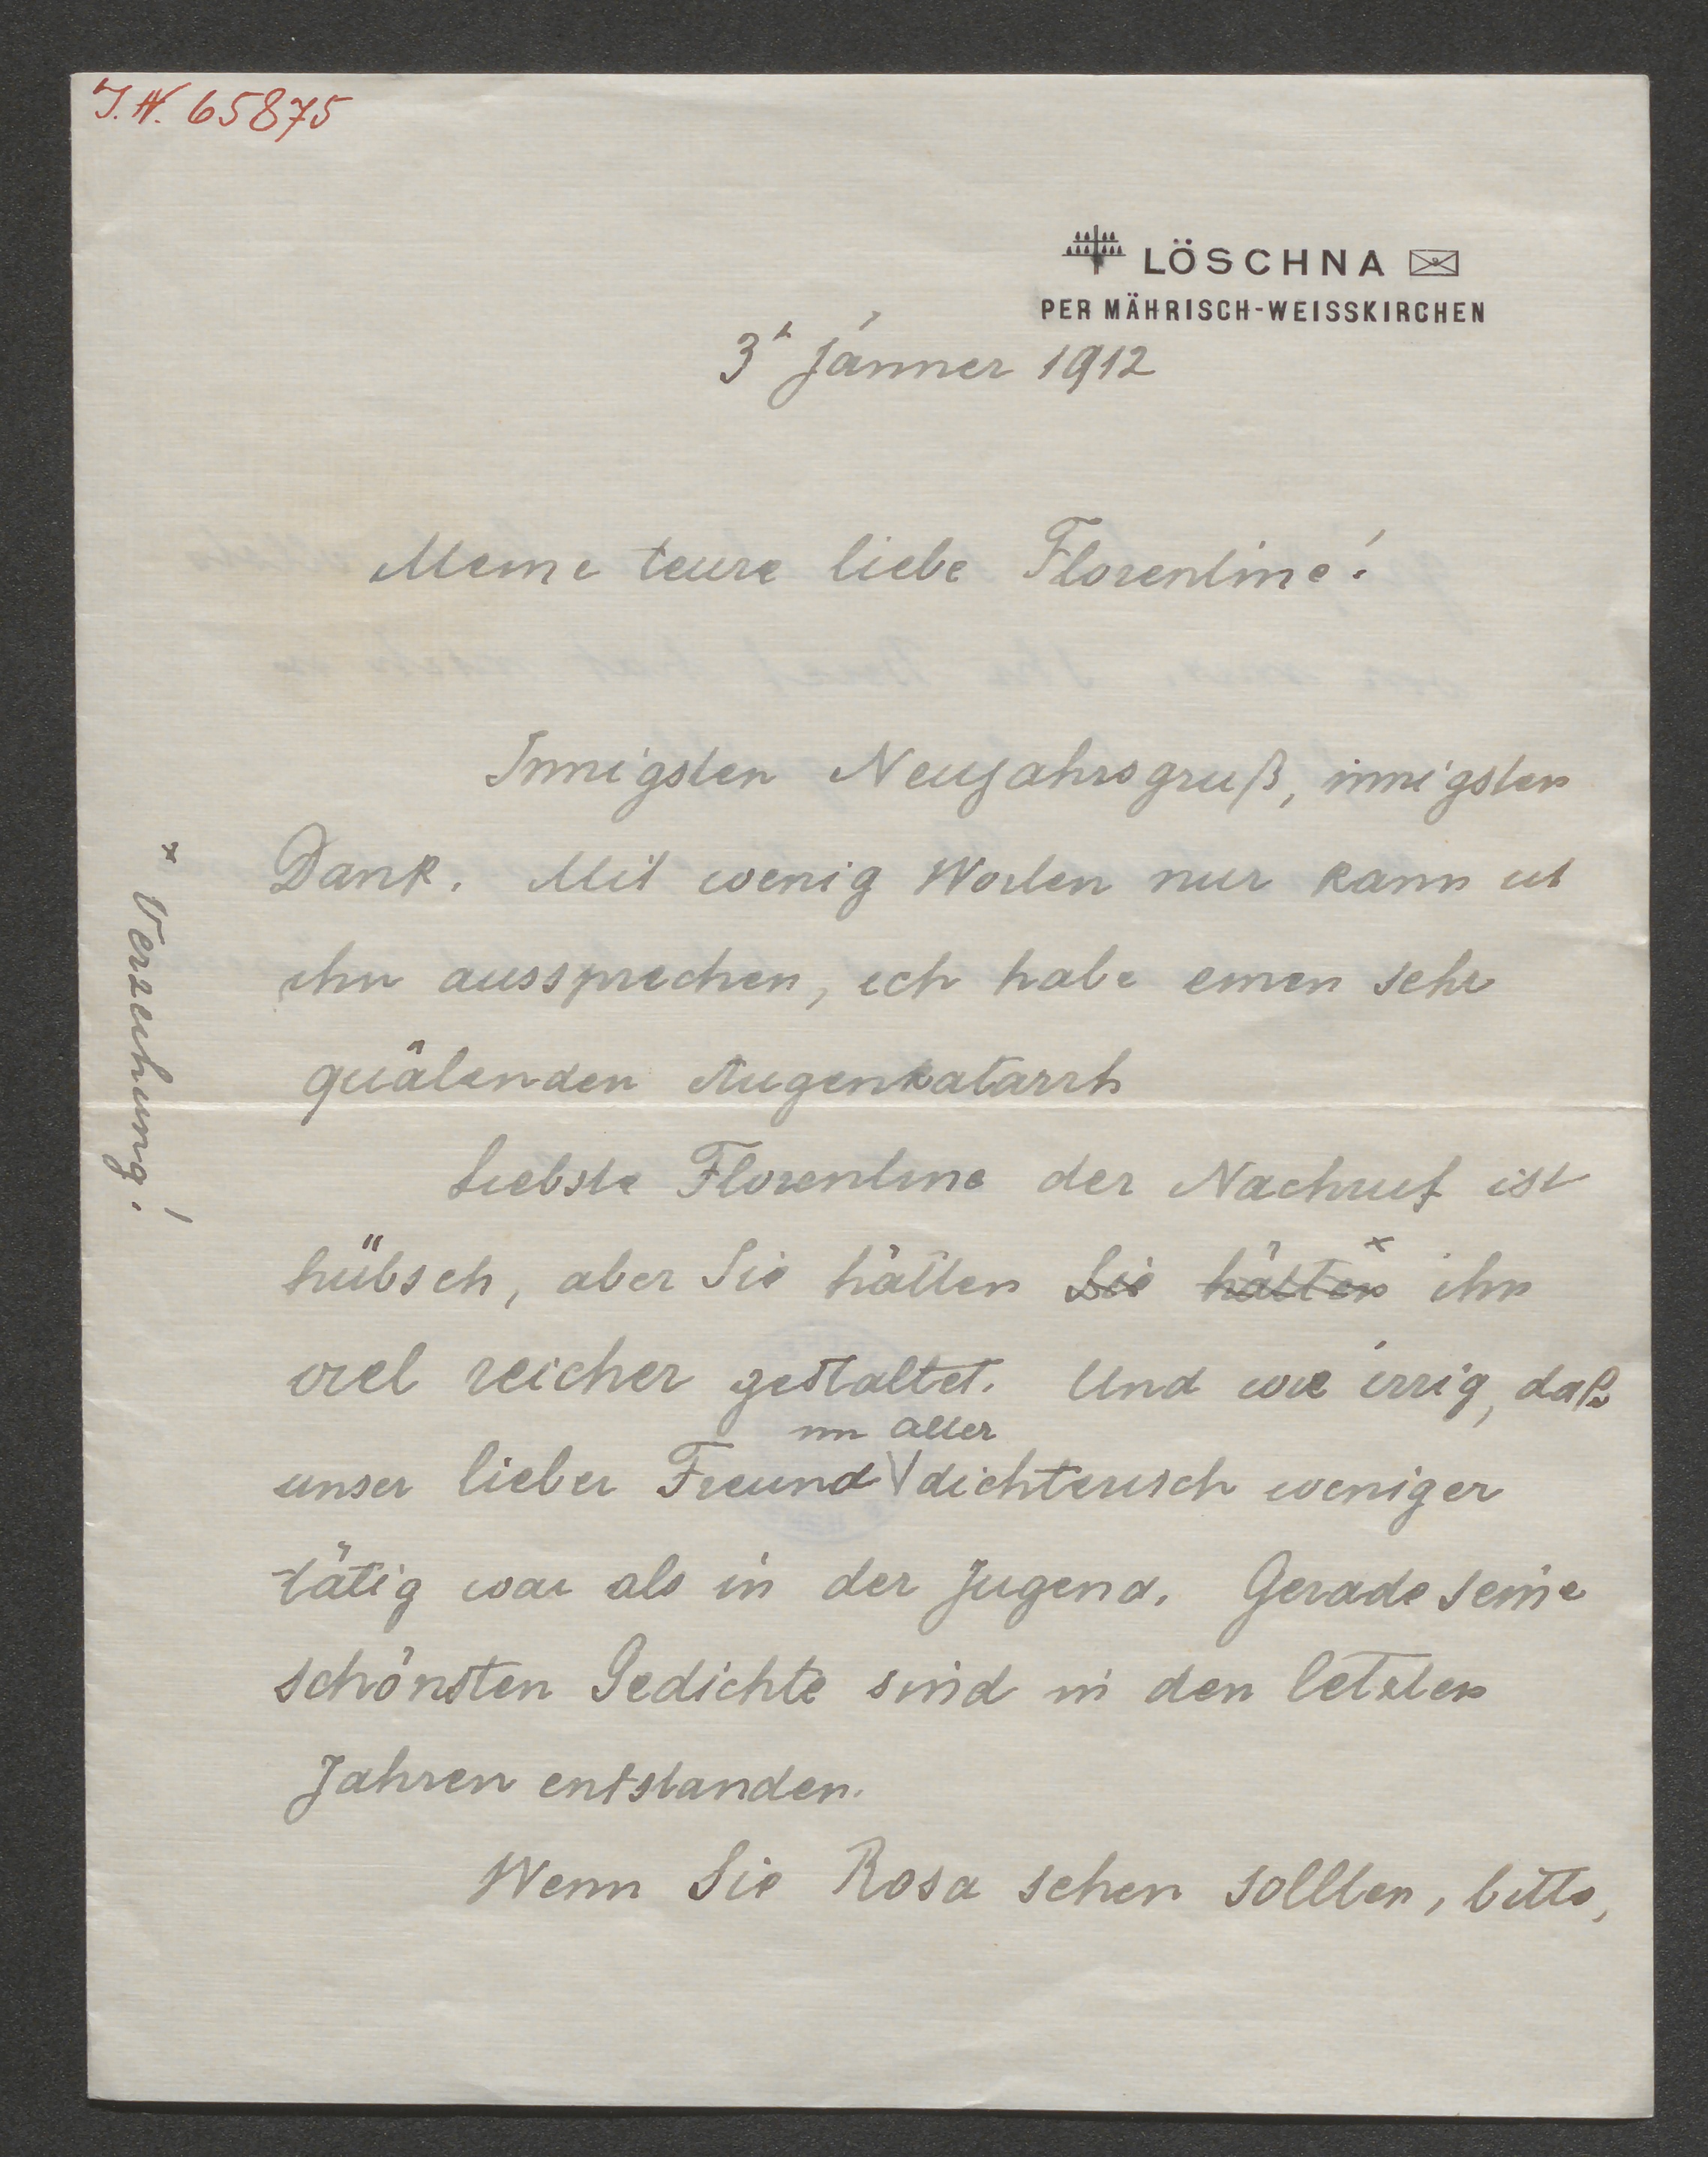 J.N. 65875
LÖSCHNA
PER MÄHRISCH-WEISSKIRCHEN
3t Jänner 1912
Meine teure liebe Florentine!
Innigsten Neujahrsgruß, innigsten
Dank. Mit wenig Worten nur kann ich
ihn aussprechen, ich habe einen sehr
quälenden Augenkatarrh
Liebste Florentine der Nachruf ist
hübsch, aber Sie hätten Sie hätten x ihn
viel reicher gestaltet. Und wie irrig, daß
im alter
unser lieber Freund dichterisch weniger
tätig war als in der Jugend. Gerade seine
schönsten Gedichte sind in den letzten
Jahren entstanden.
Wenn Sie Rosa sehen sollten, bitte,
x Verzeihung!